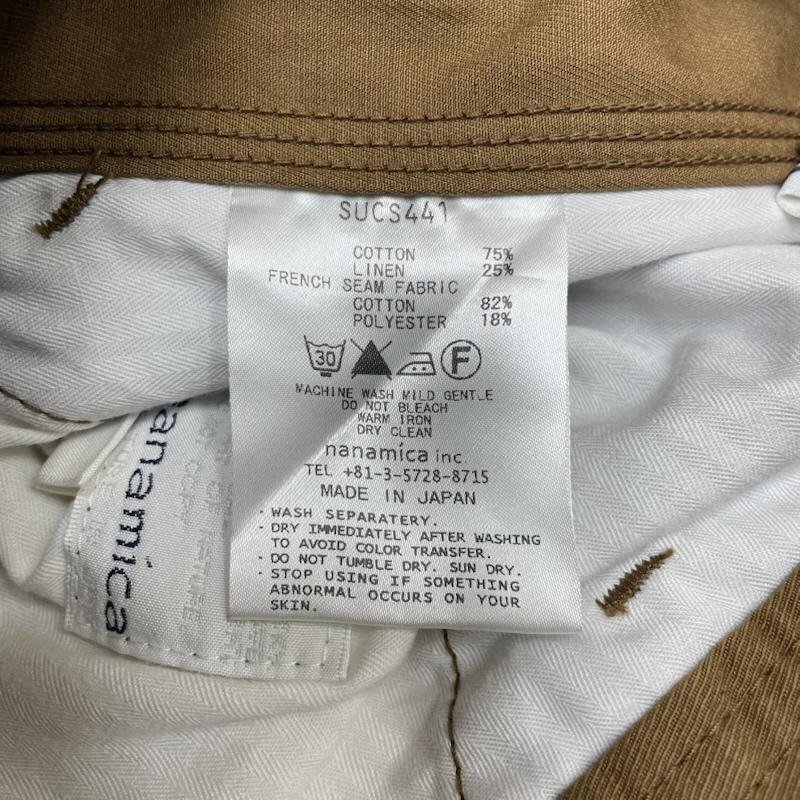 SUCS441
COTTON 75%
LINEN 25%
FRENCH SEAM FABRIC
COTTON 82%
POLYESTER 18%
30 F
MACHINE WASH MILD GENTLE
DO NOT BLEACH
WARM IRON
DRY CLEAN
nanamica inc.
TEL +81-3-5728-8715
MADE IN JAPAN
· WASH SEPARATERY.
· DRY IMMEDIATELY AFTER WASHING
TO AVOID COLOR TRANSFER.
· DO NOT TUMBLE DRY. SUN DRY.
· STOP USING IF SOMETHING
ABNORMAL OCCURS ON YOUR
SKIN.
anamica